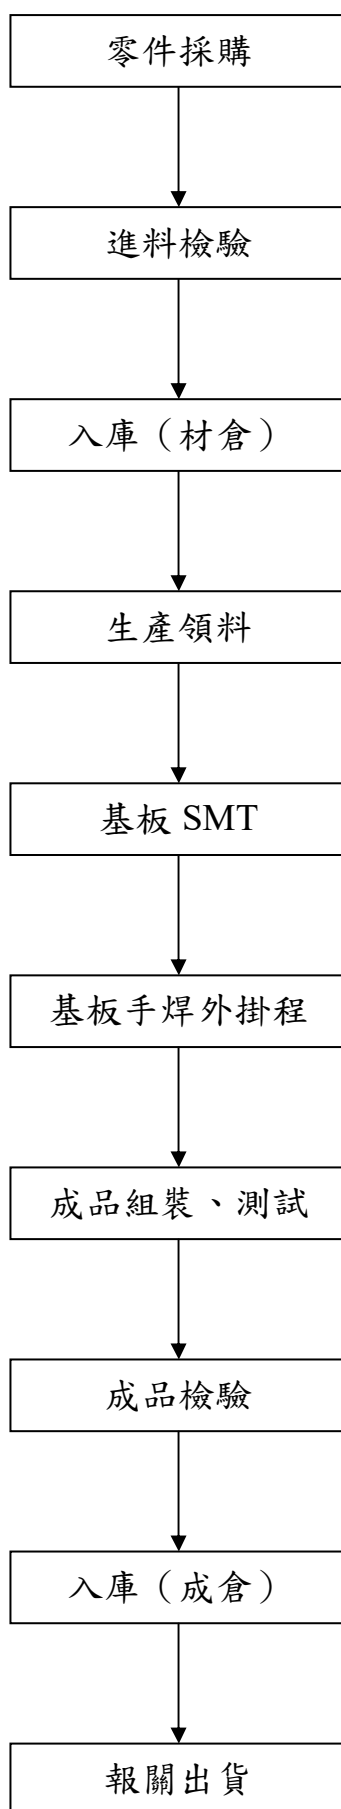 零件採購
進料檢驗
入庫（材倉）
生產領料
基板 SMT
基板手焊外掛程
成品組裝、測試
成品檢驗
入庫（成倉）
報關出貨